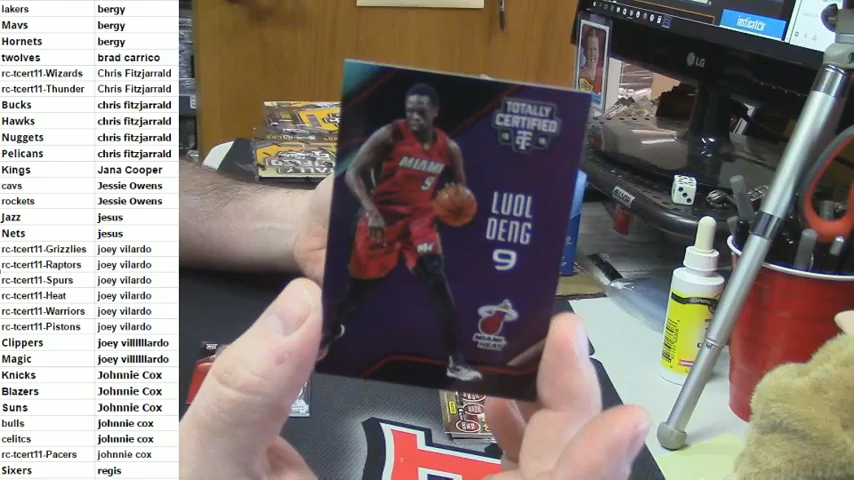 lakers bergy
Mavs bergy
Hornets bergy
twolves brad carrico
rc-tcert11-Wizards Chris Fitzjarrald
rc-tcert11-Thunder Chris Fitzjarrald
Bucks chris fitzjarrald
Hawks chris fitzjarrald
Nuggets chris fitzjarrald
Pelicans chris fitzjarrald
Kings Jana Cooper
cavs Jessie Owens
rockets Jessie Owens
Jazz jesus
Nets jesus
rc-tcert11-Grizzlies joey vilardo
rc-tcert11-Raptors joey vilardo
rc-tcert11-Spurs joey vilardo
rc-tcert11-Heat joey vilardo
rc-tcert11-Warriors joey vilardo
rc-tcert11-Pistons joey vilardo
Clippers joey villlllllardo
Magic joey villlllllardo
Knicks Johnnie Cox
Blazers Johnnie Cox
Suns Johnnie Cox
bulls johnnie cox
celitcs johnnie cox
rc-tcert11-Pacers johnnie cox
Sixers regis
TOTALLY
CERTIFIED
MIAMI
9
LUOL
DENG
9
MIAMI
HEAT
LG
insticator